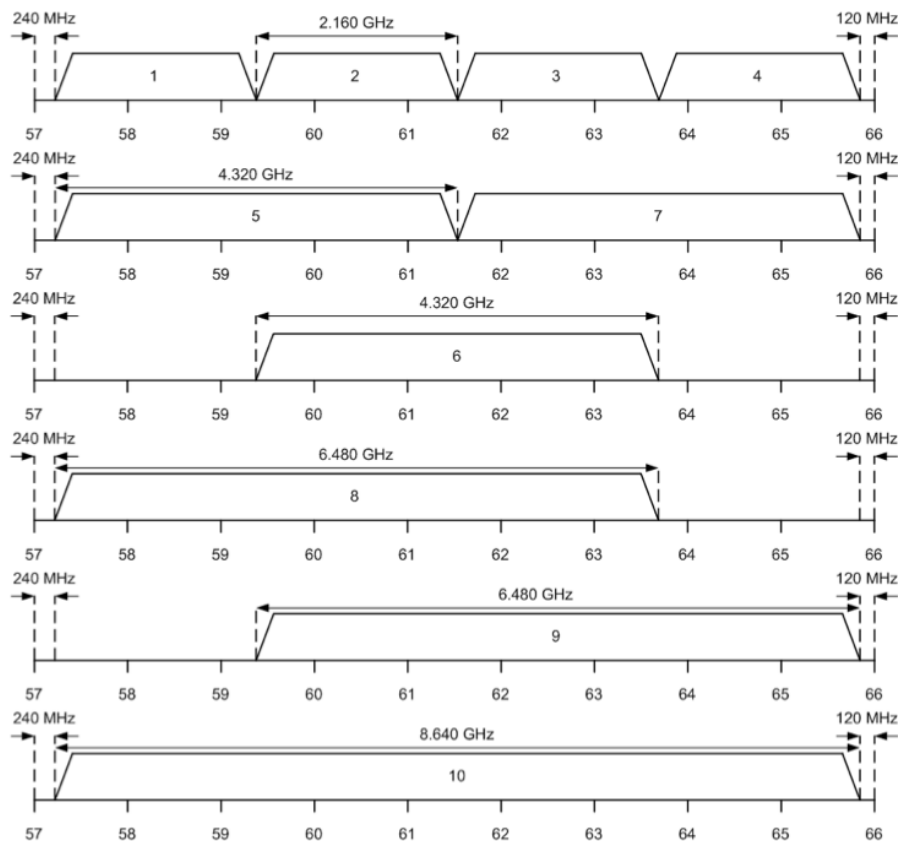 240 MHz 2.160 GHz 120 MHz
1 2 3 4
57 58 59 60 61 62 63 64 65 66
240 MHz 4.320 GHz 120 MHz
5 7
57 58 59 60 61 62 63 64 65 66
240 MHz 4.320 GHz 120 MHz
6
57 58 59 60 61 62 63 64 65 66
240 MHz 6.480 GHz 120 MHz
8
57 58 59 60 61 62 63 64 65 66
240 MHz 6.480 GHz 120 MHz
9
57 58 59 60 61 62 63 64 65 66
240 MHz 8.640 GHz 120 MHz
10
57 58 59 60 61 62 63 64 65 66